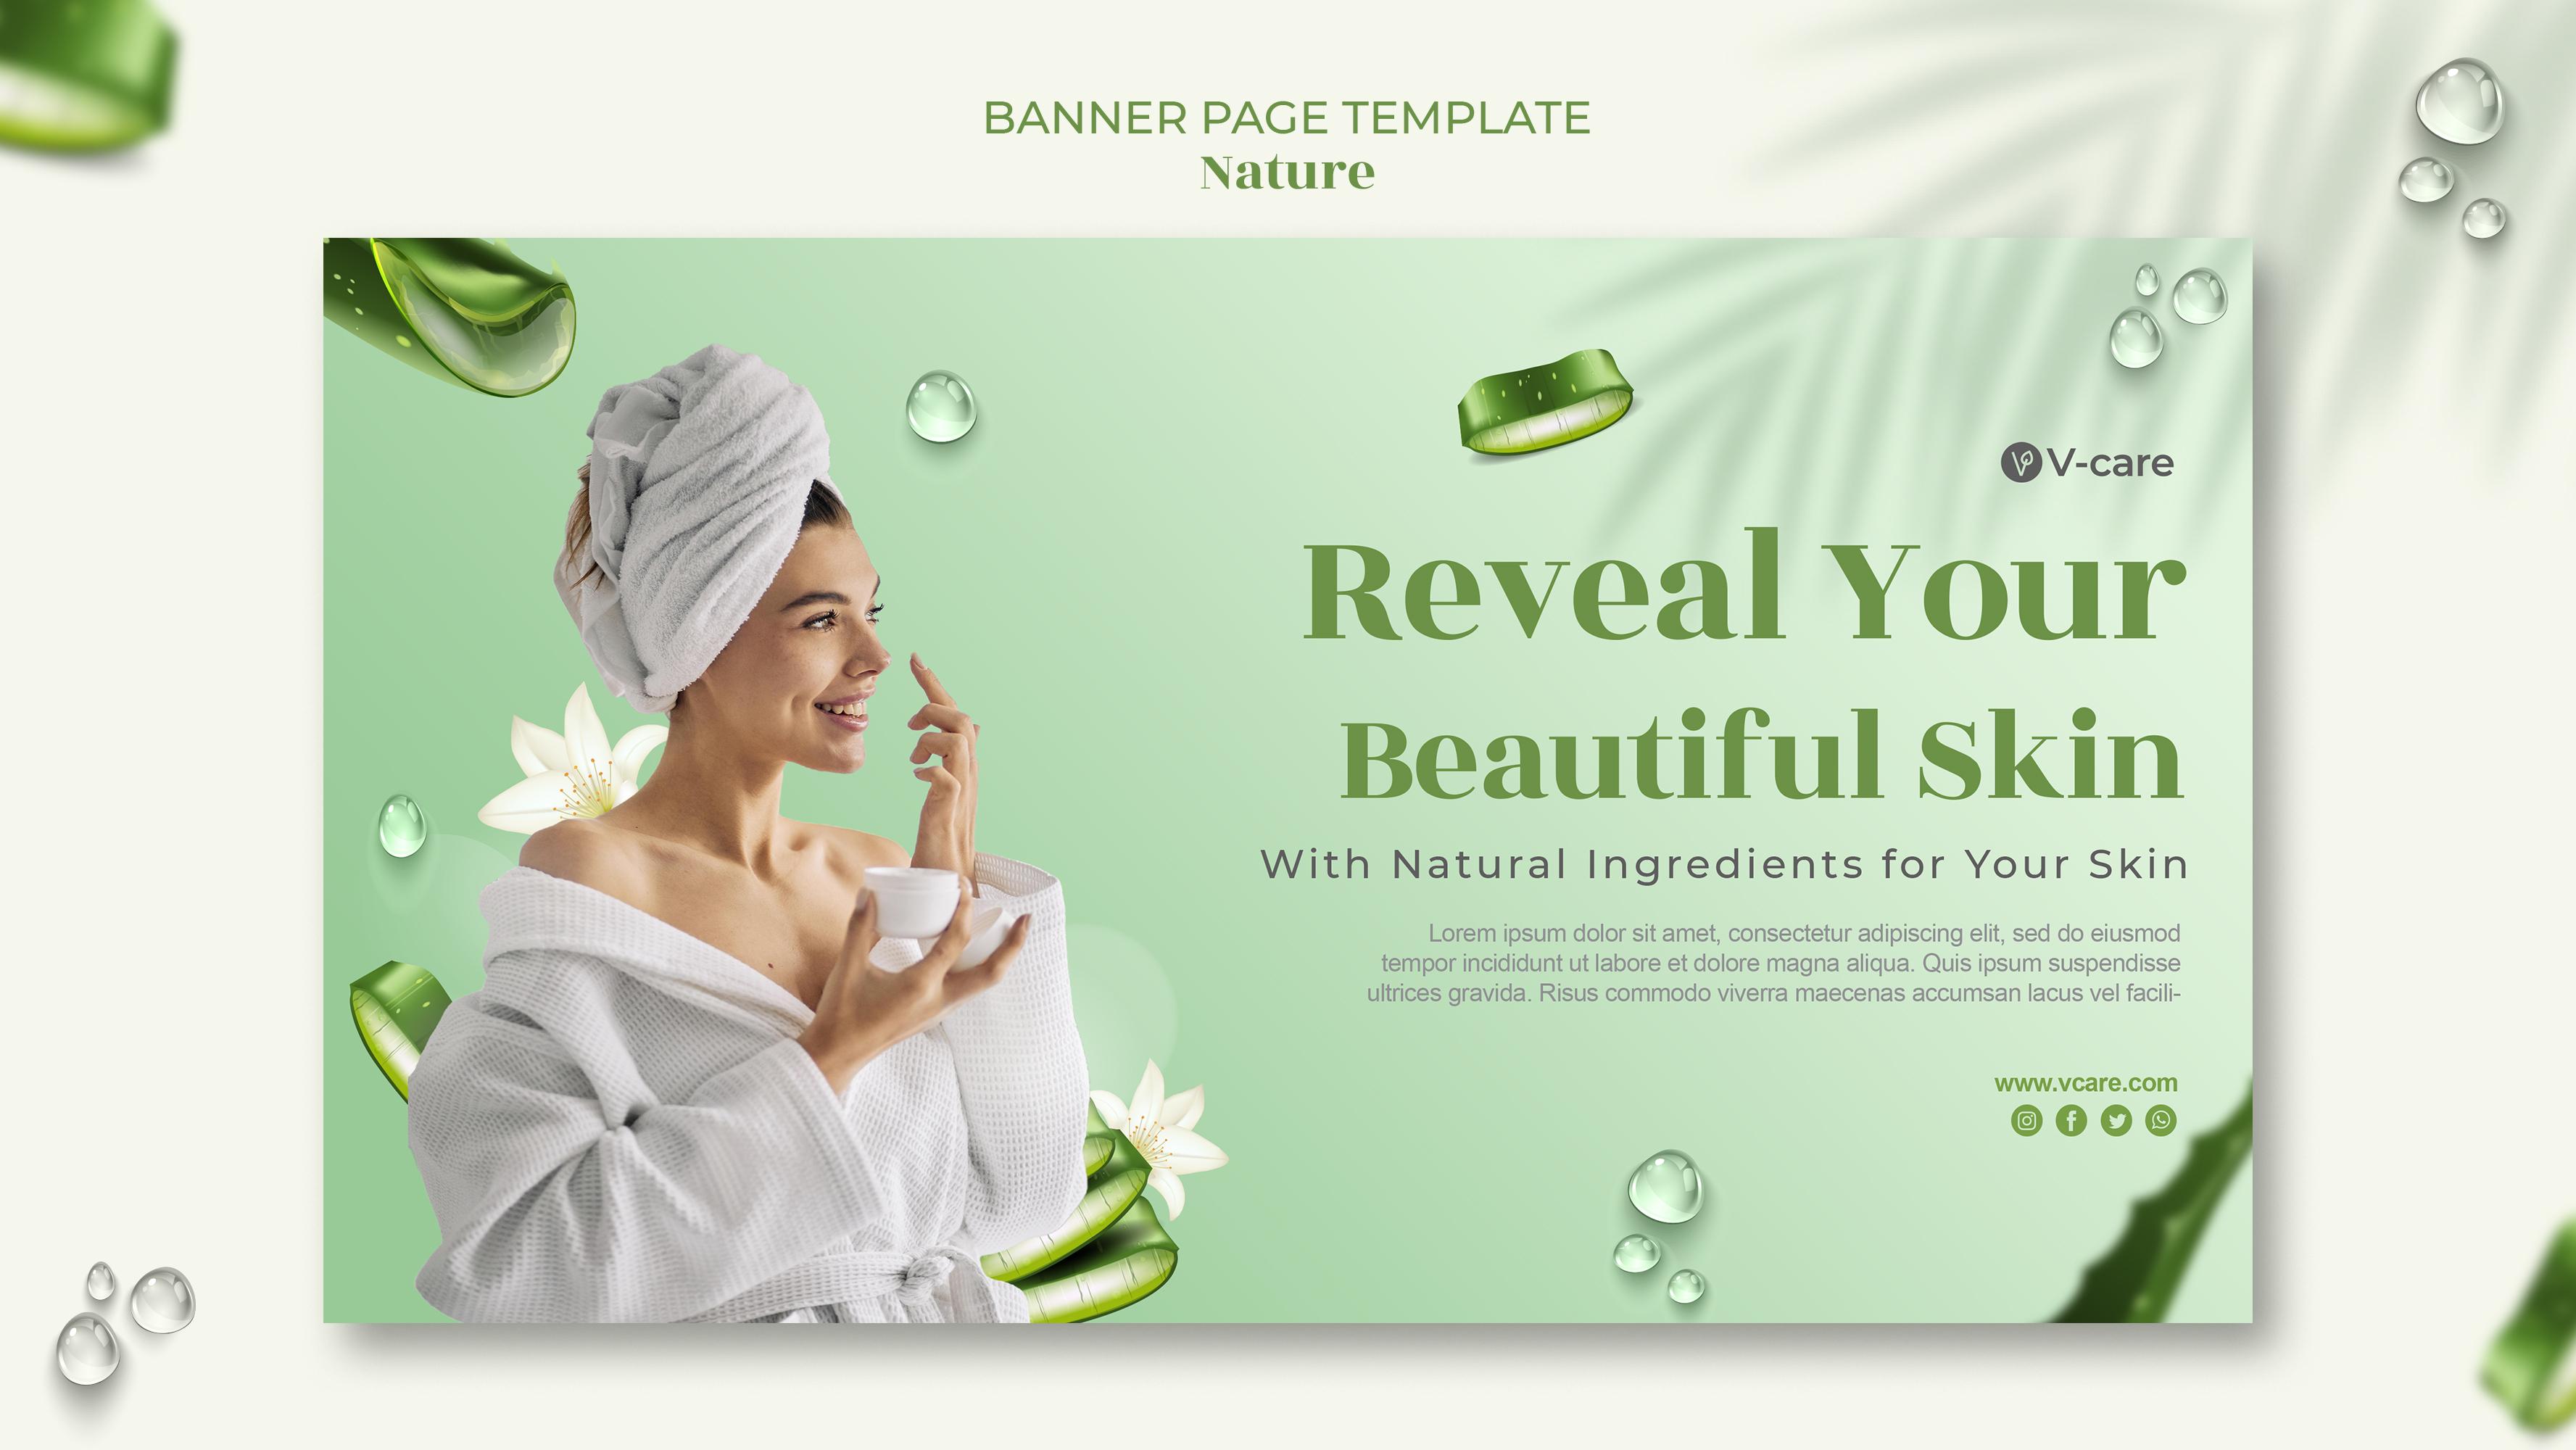 BANNER PAGE TEMPLATE
Nature
V-care
Reveal Your
Beautiful Skin
With Natural Ingredients for Your Skin
Lorem ipsum dolor sit amet, consectetur adipiscing elit, sed do eiusmod
tempor incididunt ut labore et dolore magna aliqua. Quis ipsum suspendisse
ultrices gravida. Risus commodo viverra maecenas accumsan lacus vel facili-
www.vcare.com